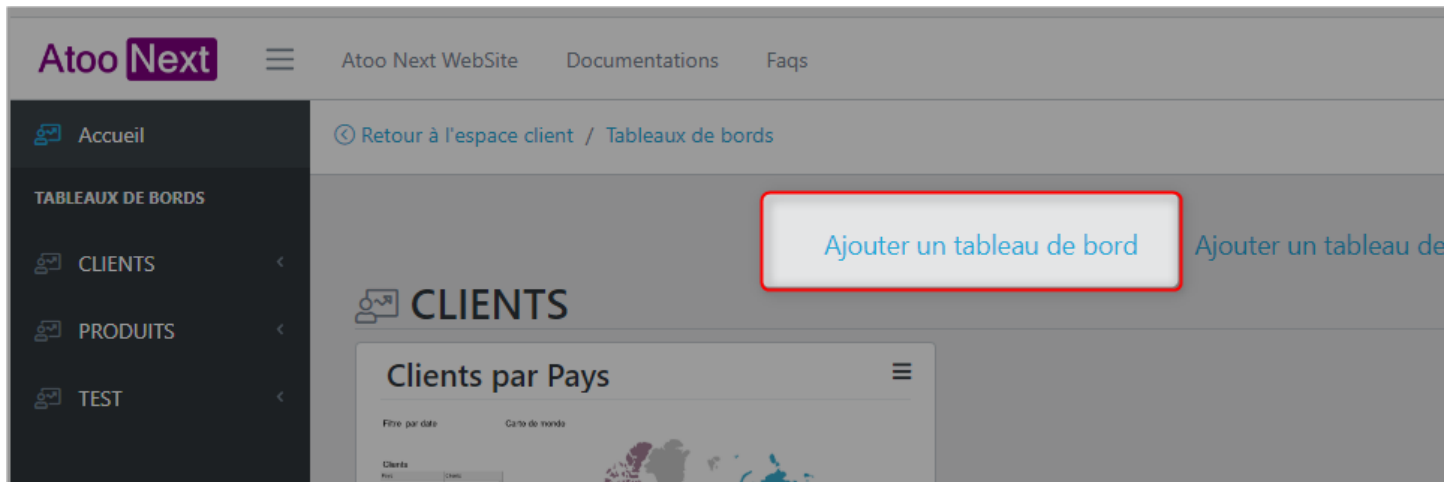 Atoo Next
Atoo Next WebSite Documentations Faqs
Accueil
Retour à l'espace client / Tableaux de bords
TABLEAUX DE BORDS
Ajouter un tableau de bord Ajouter un tableau de
CLIENTS
CLIENTS
PRODUITS
Clients par Pays
TEST
Filtre par date Carte du monde
Clients
Pays Clients